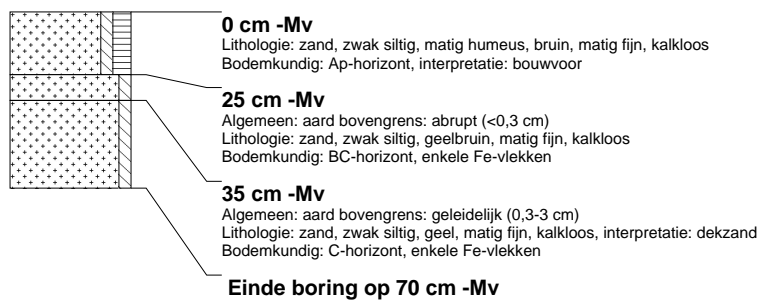 0 cm -Mv
Lithologie: zand, zwak siltig, matig humeus, bruin, matig fijn, kalkloos
Bodemkundig: Ap-horizont, interpretatie: bouwvoor
25 cm -Mv
Algemeen: aard bovengrens: abrupt (<0,3 cm)
Lithologie: zand, zwak siltig, geelbruin, matig fijn, kalkloos
Bodemkundig: BC-horizont, enkele Fe-vlekken
35 cm -Mv
Algemeen: aard bovengrens: geleidelijk (0,3-3 cm)
Lithologie: zand, zwak siltig, geel, matig fijn, kalkloos, interpretatie: dekzand
Bodemkundig: C-horizont, enkele Fe-vlekken
Einde boring op 70 cm -Mv